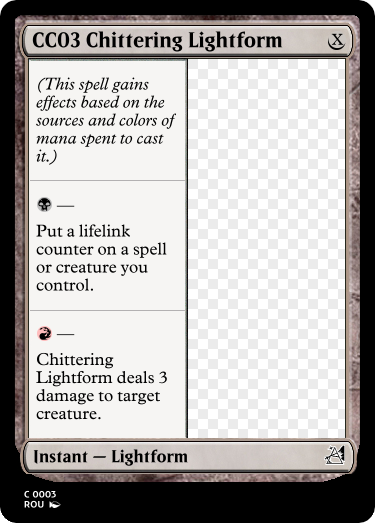 CC03 Chittering Lightform X
(This spell gains
effects based on the
sources and colors of
mana spent to cast
it.)
—
Put a lifelink
counter on a spell
or creature you
control.
—
Chittering
Lightform deals 3
damage to target
creature.
Instant — Lightform
C 0003
ROU